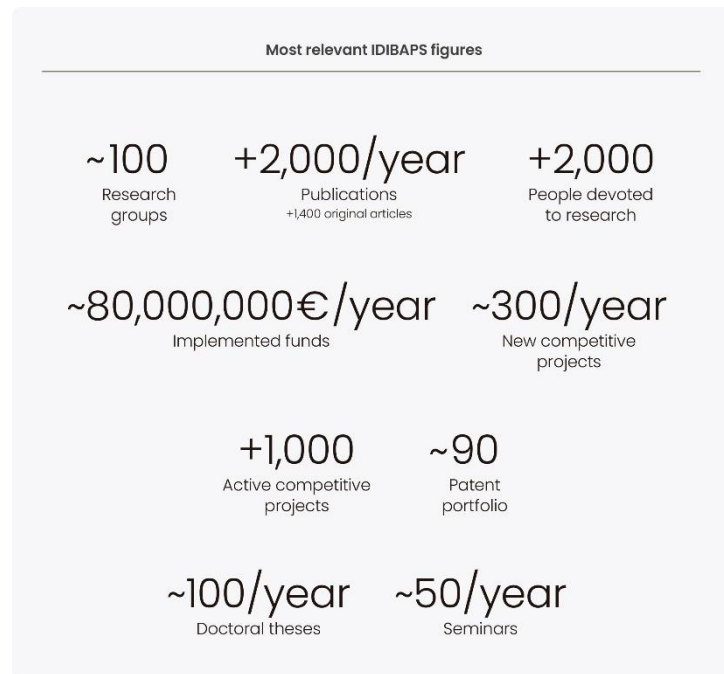 Most relevant IDIBAPS figures
~100
Research
groups
+2,000/year
Publications
+1,400 original articles
+2,000
People devoted
to research
~80,000,000€/year
Implemented funds
~300/year
New competitive
projects
+1,000
Active competitive
projects
~90
Patent
portfolio
~100/year
Doctoral theses
~50/year
Seminars